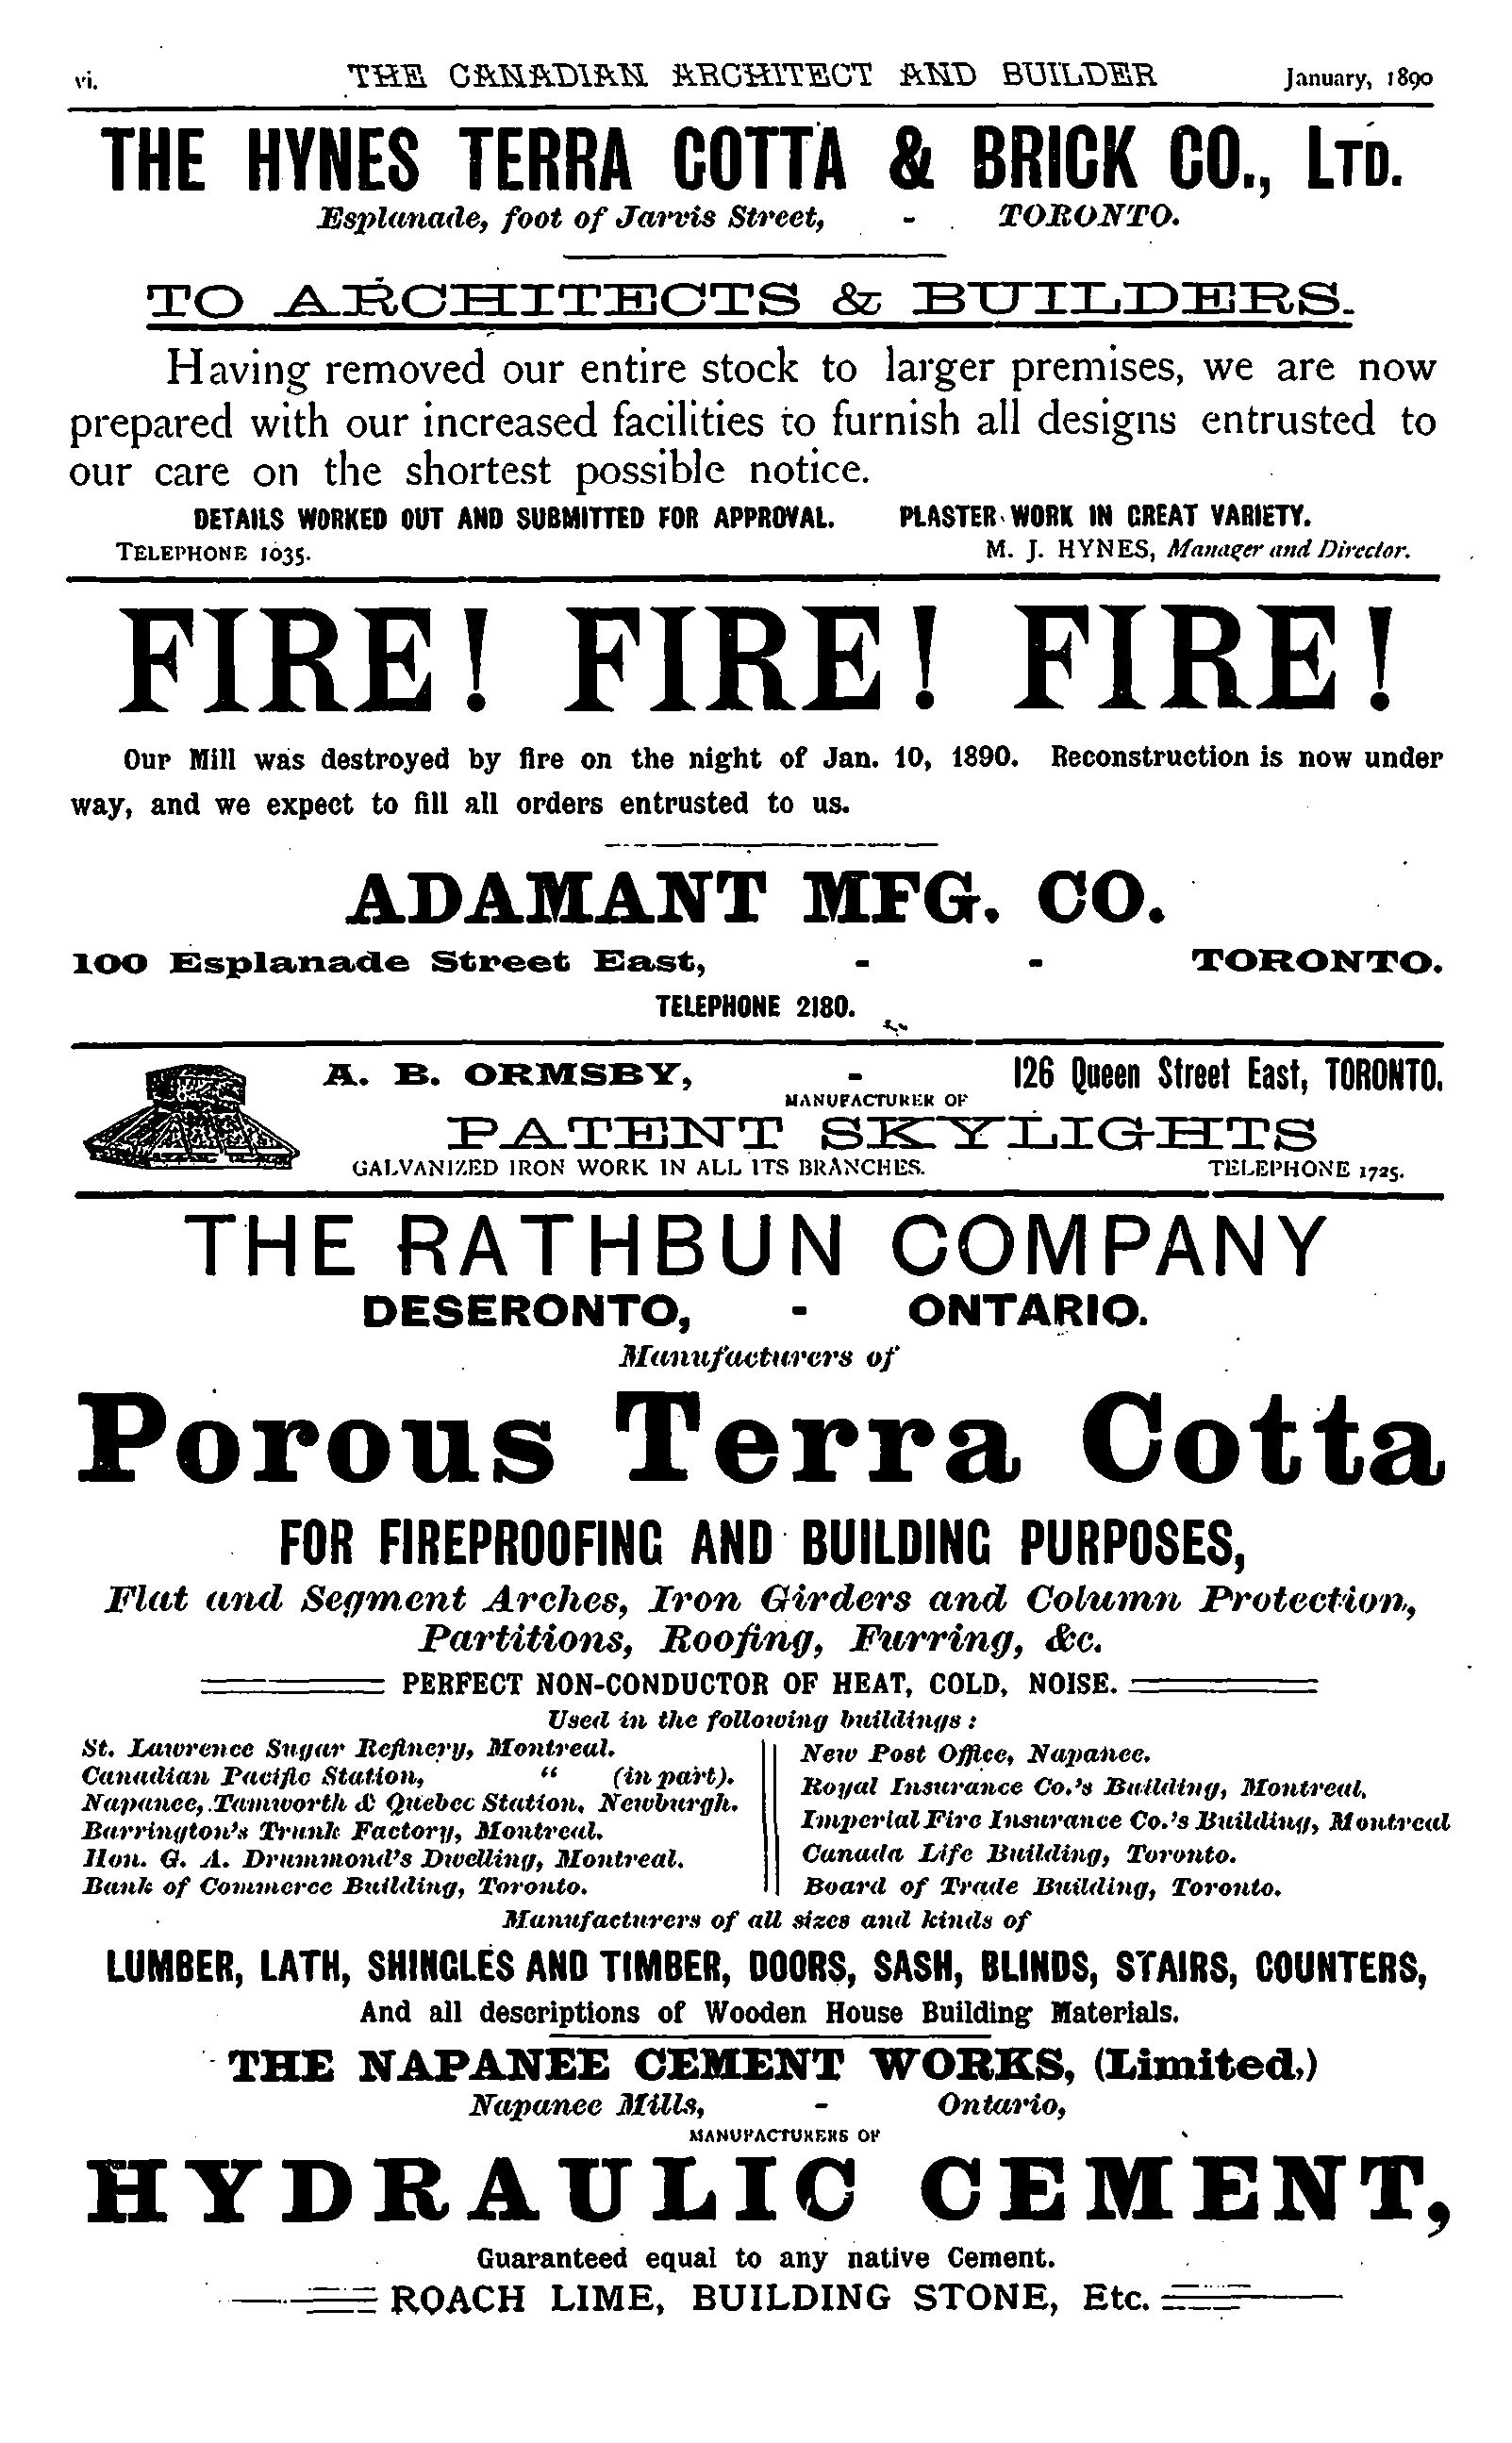 vi. THE CANADIAN ARCHITECT AND BUILDER January, 1890
THE HYNES TERRA COTTA & BRICK CO., LTD.
Esplanade, foot of Jarvis Street, - TORONTO.
TO ARCHITECTS & BUILDERS.
Having removed our entire stock to larger premises, we are now
prepared with our increased facilities to furnish all designs entrusted to
our care on the shortest possible notice.
DETAILS WORKED OUT AND SUBMITTED FOR APPROVAL. PLASTER WORK IN GREAT VARIETY.
TELEPHONE 1035. M. J. HYNES, Manager and Director.
FIRE! FIRE! FIRE!
Our Mill was destroyed by fire on the night of Jan. 10, 1890. Reconstruction is now under
way, and we expect to fill all orders entrusted to us.
ADAMANT MFG. CO.
100 Esplanade Street East, - - TORONTO.
TELEPHONE 2180.
A. B. ORMSBY, - 126 Queen Street East, TORONTO.
MANUFACTURER OF
PATENT SKYLIGHTS
GALVANIZED IRON WORK IN ALL ITS BRANCHES. TELEPHONE 1725.
THE RATHBUN COMPANY
DESERONTO, - ONTARIO.
Manufacturers of
Porous Terra Cotta
FOR FIREPROOFING AND BUILDING PURPOSES,
Flat and Segment Arches, Iron Girders and Column Protection,
Partitions, Roofing, Furring, &c.
PERFECT NON-CONDUCTOR OF HEAT, COLD, NOISE.
Used in the following buildings:
St. Lawrence Sugar Refinery, Montreal.
Canadian Pacific Station, " (in part).
Napanee, Tamworth & Quebec Station, Newburgh.
Barrington's Trunk Factory, Montreal.
Hon. G. A. Drummond's Dwelling, Montreal.
Bank of Commerce Building, Toronto.
New Post Office, Napanee.
Royal Insurance Co.'s Building, Montreal,
Imperial Fire Insurance Co.'s Building, Montreal
Canada Life Building, Toronto.
Board of Trade Building, Toronto.
Manufacturers of all sizes and kinds of
LUMBER, LATH, SHINGLES AND TIMBER, DOORS, SASH, BLINDS, STAIRS, COUNTERS,
And all descriptions of Wooden House Building Materials.
THE NAPANEE CEMENT WORKS, (Limited,)
Napanee Mills, - Ontario,
MANUFACTURERS OF
HYDRAULIC CEMENT,
Guaranteed equal to any native Cement.
ROACH LIME, BUILDING STONE, Etc.